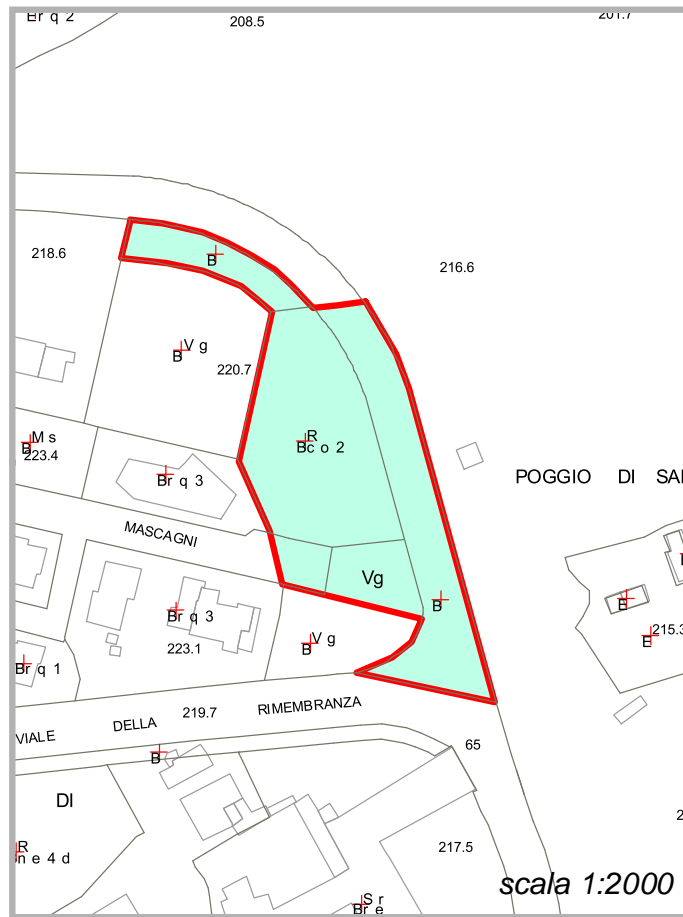 Br q 2
208.5
201.7
218.6
B
216.6
V g
B
220.7
M s
B
223.4
R
B c o 2
Br q 3
POGGIO DI SAN
MASCAGNI
Vg
B
Br q 3
V g
B
223.1
B
E
215.3
Br q 1
RIMEMBRANZA
219.7
DELLA
VIALE
B
65
DI
217.5
R
n e 4 d
S r
Br e
scala 1:2000